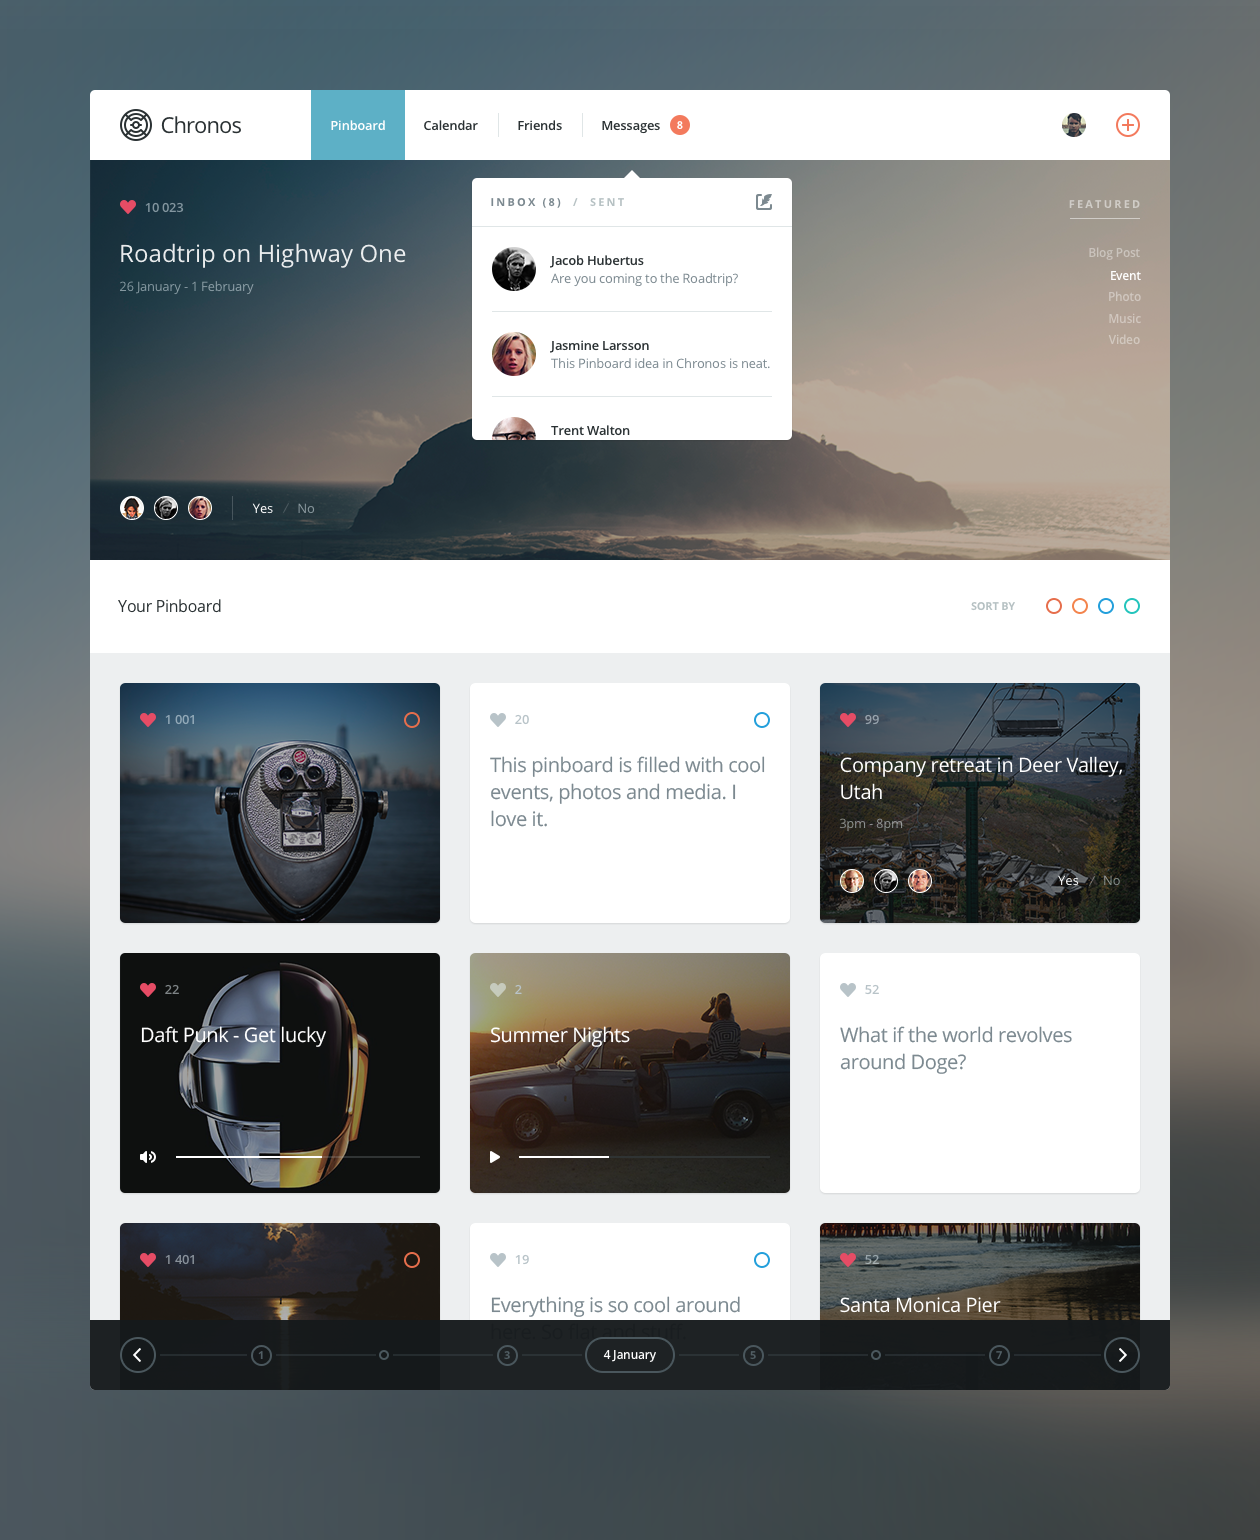 Chronos
Pinboard
Calendar
Friends
Messages 8
10 023
Roadtrip on Highway One
26 January - 1 February
INBOX (8) / SENT
Jacob Hubertus
Are you coming to the Roadtrip?
Jasmine Larsson
This Pinboard idea in Chronos is neat.
Trent Walton
FEATURED
Blog Post
Event
Photo
Music
Video
Yes / No
Your Pinboard
SORT BY
1 001
20
This pinboard is filled with cool
events, photos and media. I
love it.
99
Company retreat in Deer Valley,
Utah
3pm - 8pm
Yes / No
22
Daft Punk - Get lucky
2
Summer Nights
52
What if the world revolves
around Doge?
1 401
19
Everything is so cool around
here. So flat and stuff.
52
Santa Monica Pier
1
3
4 January
5
7